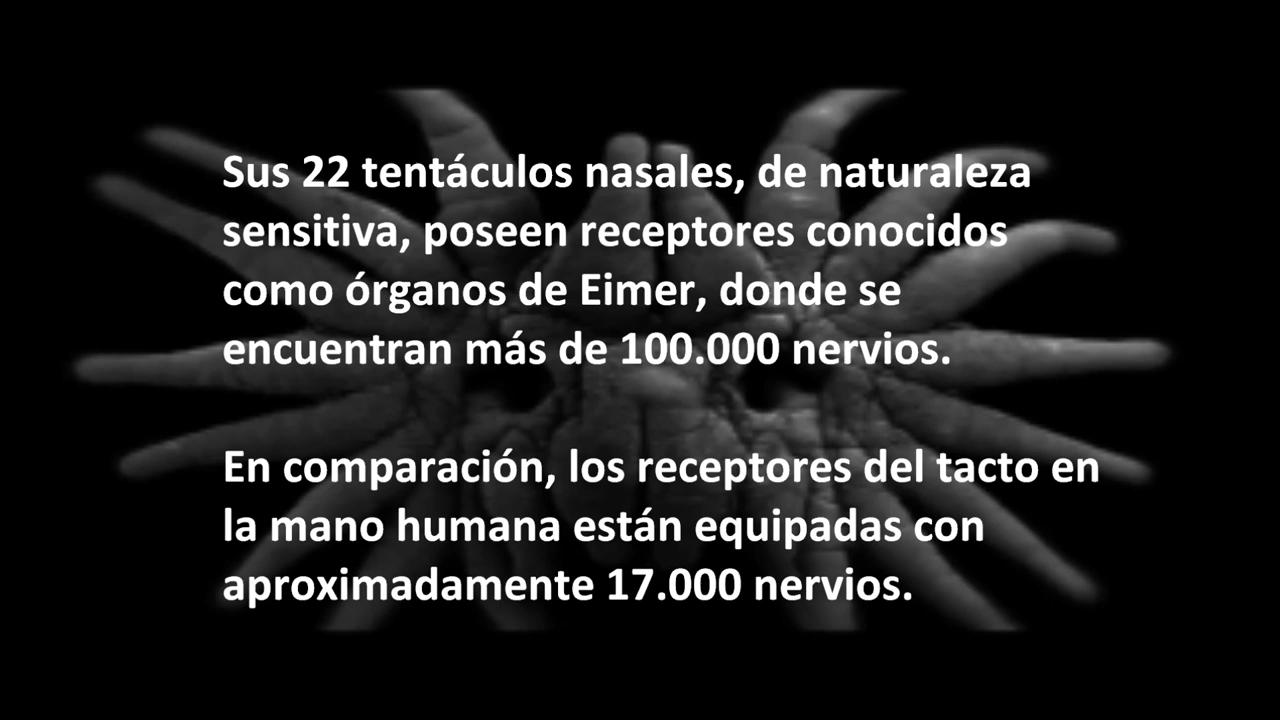 Sus 22 tentáculos nasales, de naturaleza
sensitiva, poseen receptores conocidos
como órganos de Eimer, donde se
encuentran más de 100.000 nervios.
En comparación, los receptores del tacto en
la mano humana están equipadas con
aproximadamente 17.000 nervios.